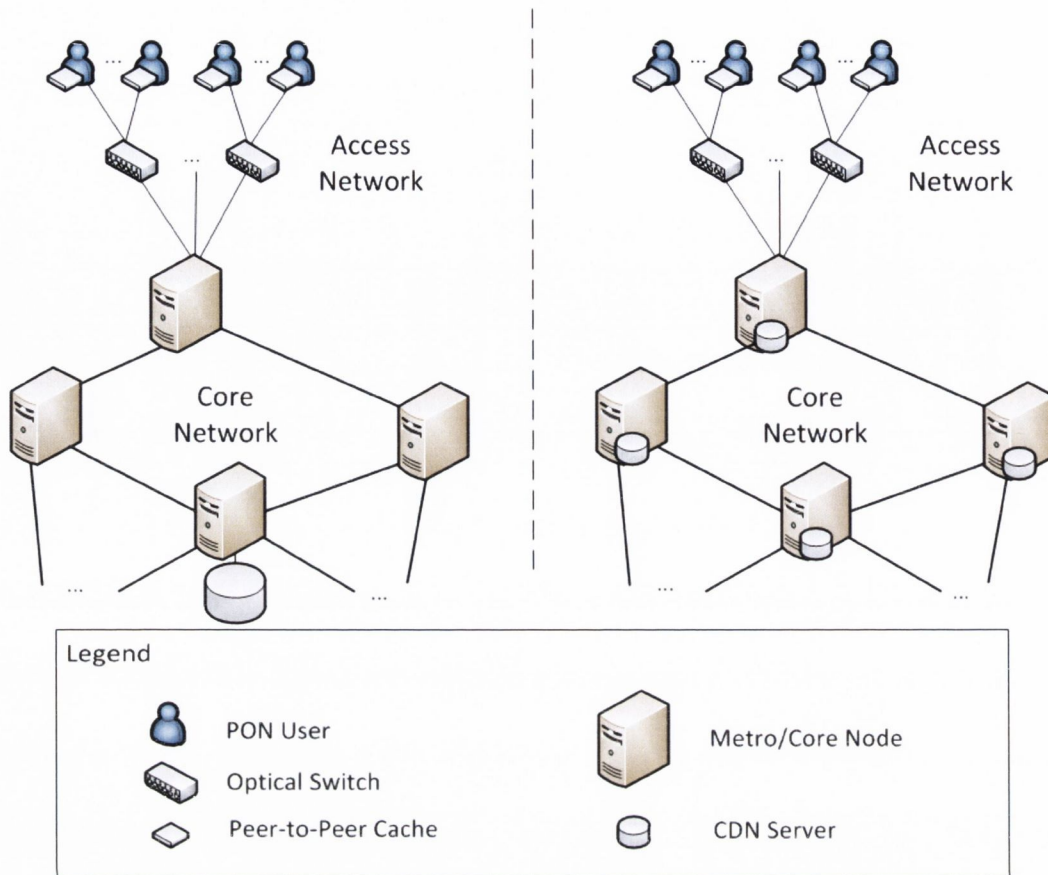 ... ...
... ...
Access
Network
Access
Network
...
...
Core
Network
Core
Network
... ...
... ...
Legend
PON User
Metro/Core Node
Optical Switch
Peer-to-Peer Cache
CDN Server